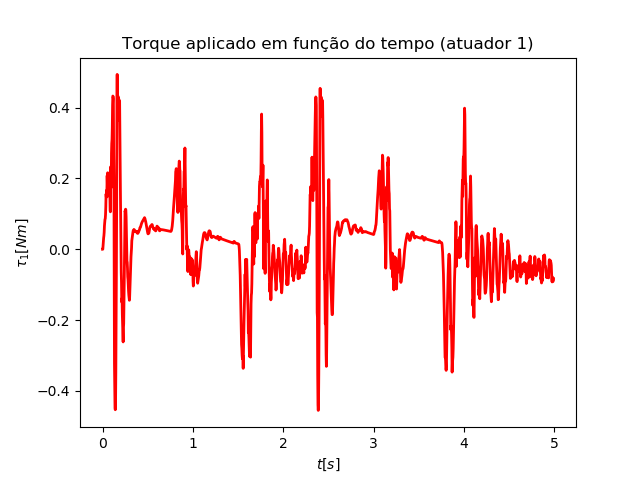 Torque aplicado em função do tempo (atuador 1)
τ₁[Nm]
0.4
0.2
0.0
−0.2
−0.4
0 1 2 3 4 5
t[s]